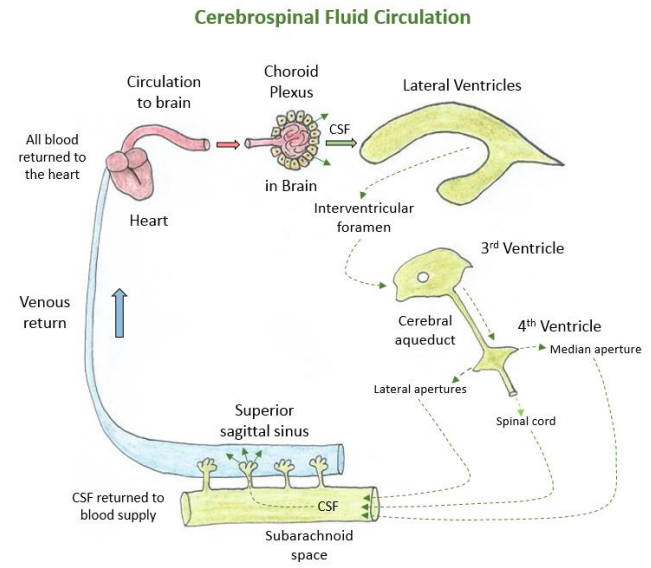 Cerebrospinal Fluid Circulation
Circulation
to brain
Choroid
Plexus
Lateral Ventricles
CSF
All blood
returned to
the heart
in Brain
Heart
Interventricular
foramen
3rd Ventricle
Venous
return
Cerebral
aqueduct
4th Ventricle
Median aperture
Lateral apertures
Spinal cord
Superior
sagittal sinus
CSF returned to
blood supply
CSF
Subarachnoid
space